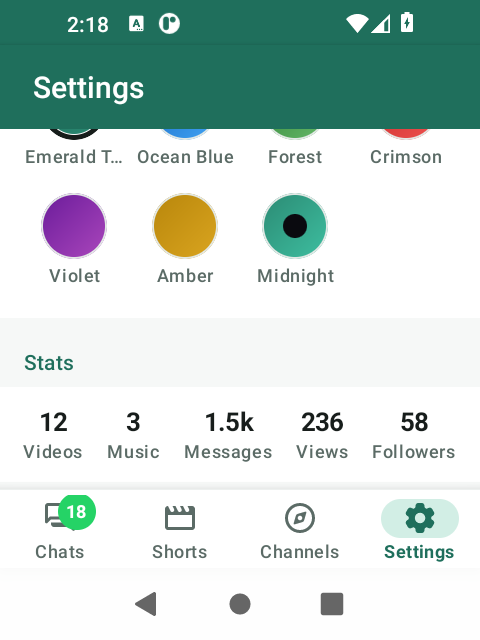 2:18
Settings
Emerald T... Ocean Blue Forest Crimson
Violet Amber Midnight
Stats
12 3 1.5k 236 58
Videos Music Messages Views Followers
18
Chats Shorts Channels Settings